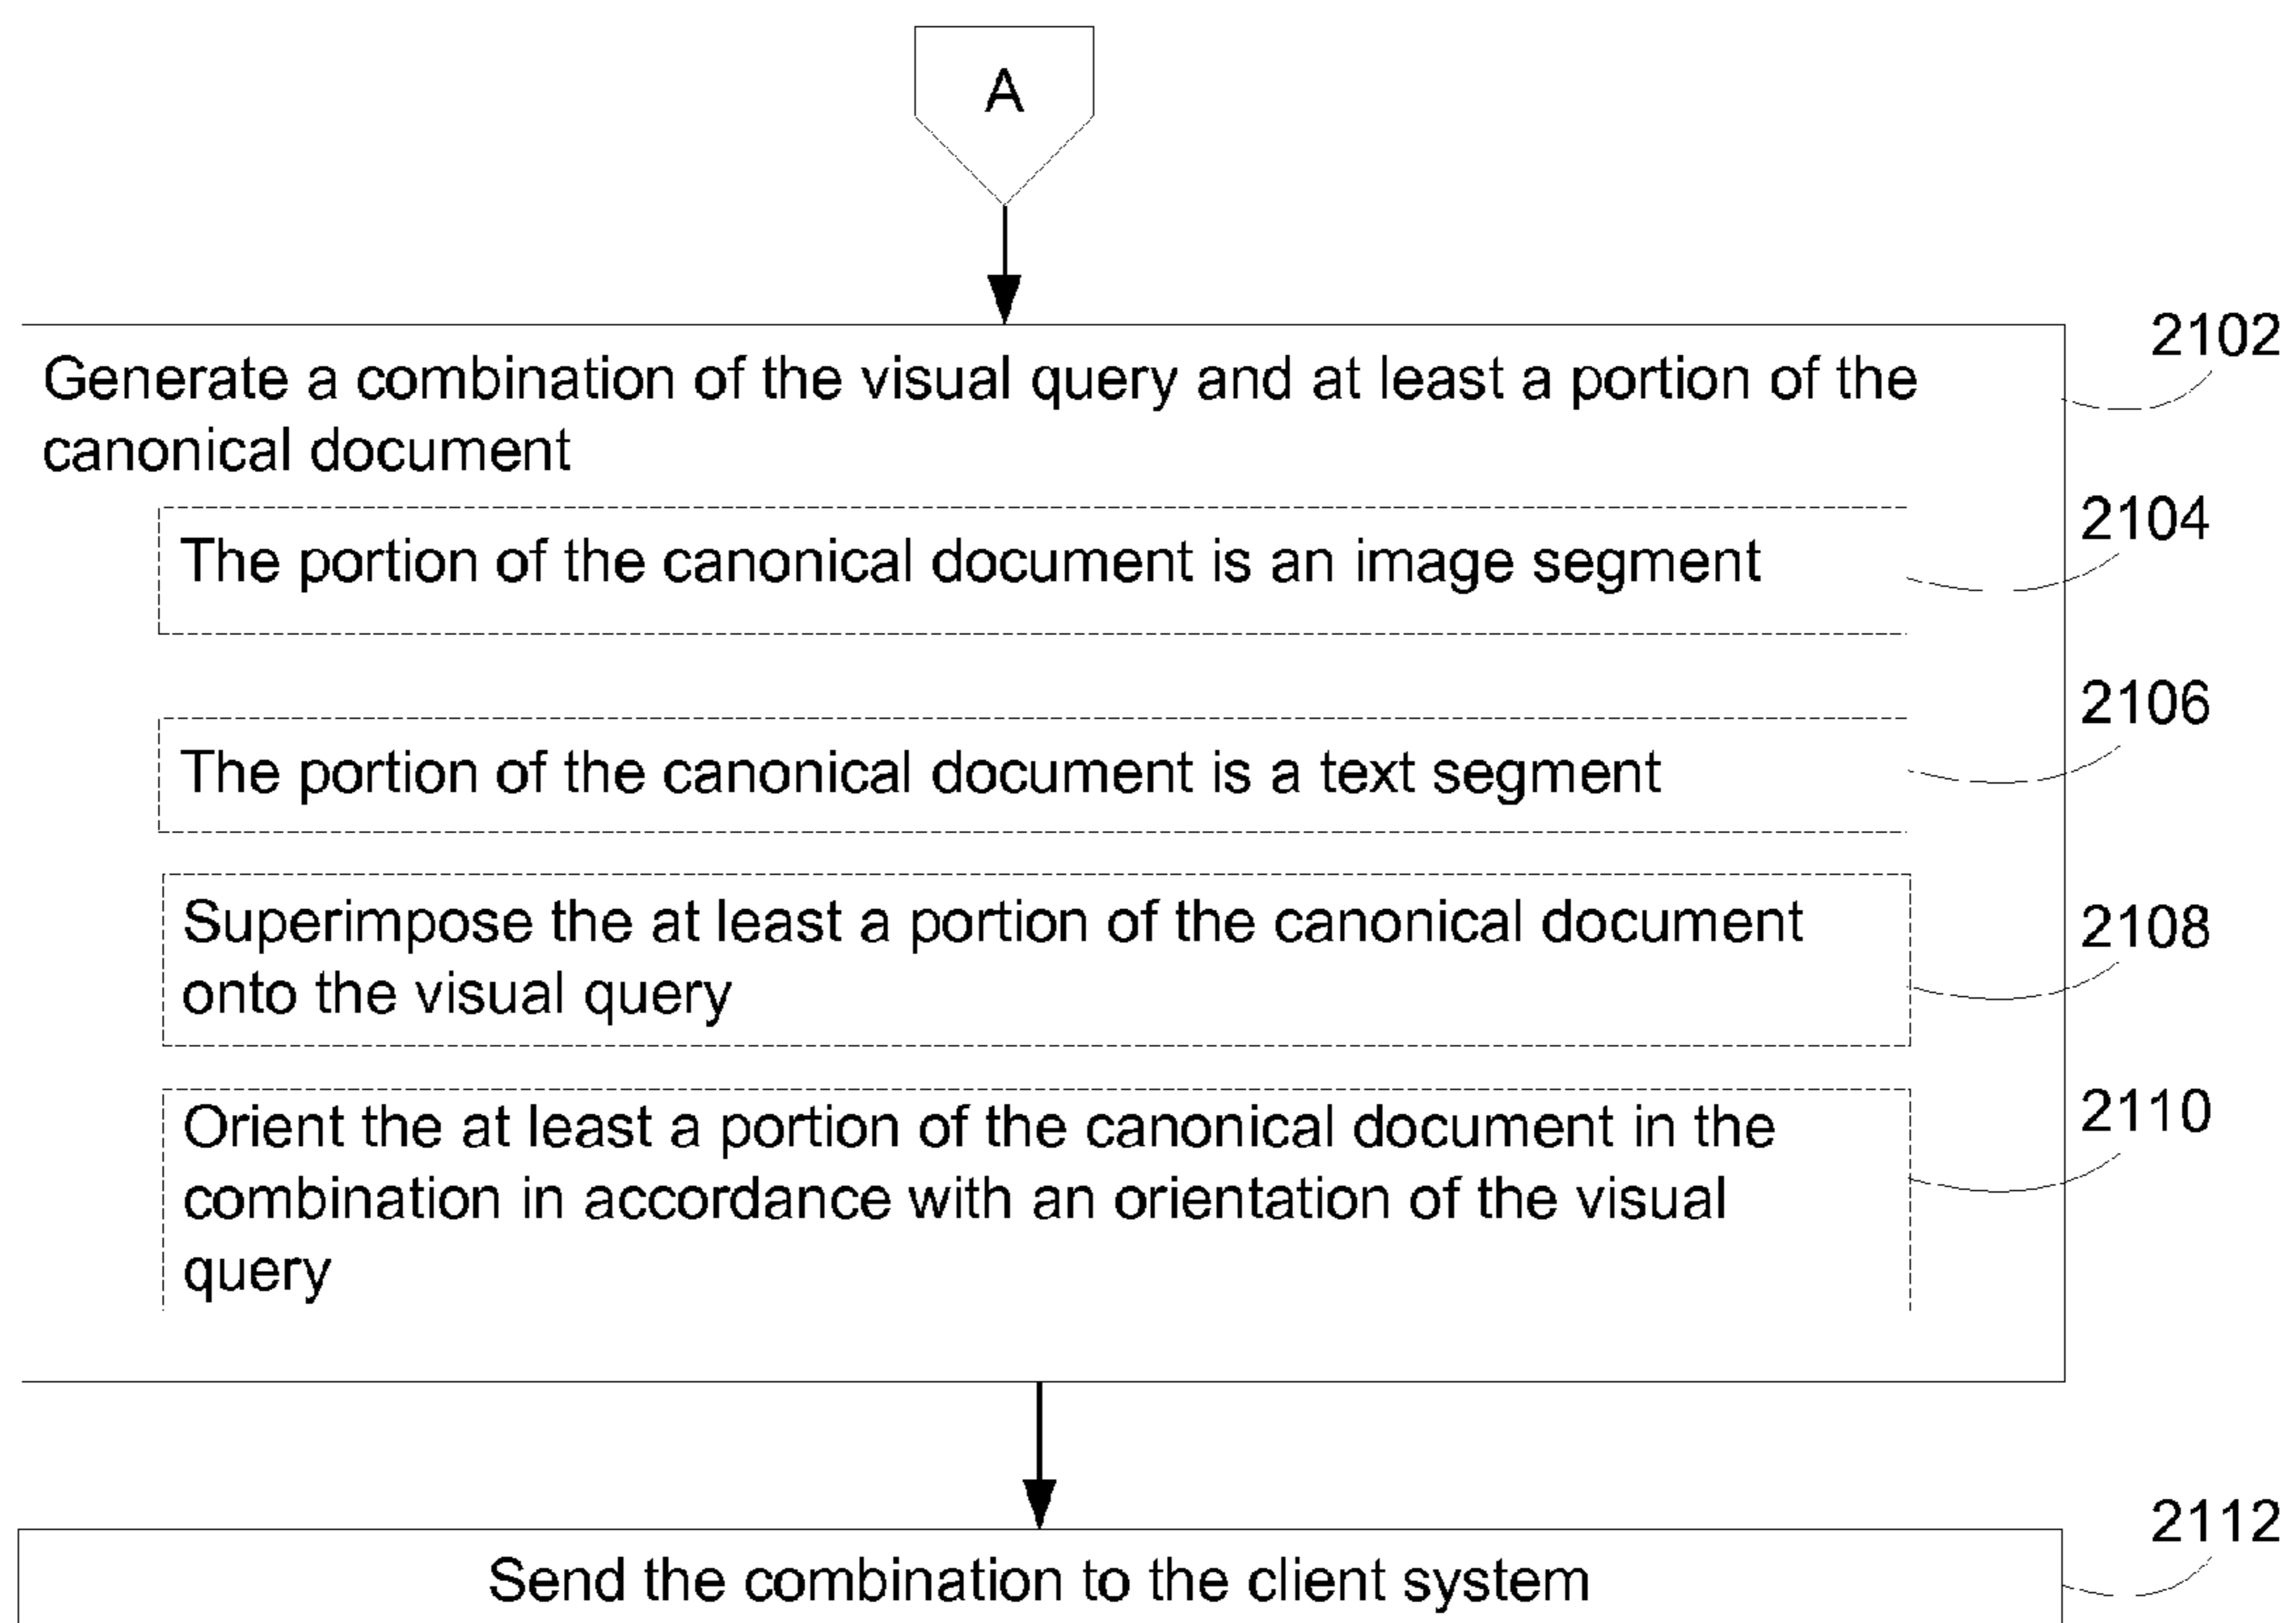 A
2102
Generate a combination of the visual query and at least a portion of the
canonical document
2104
The portion of the canonical document is an image segment
2106
The portion of the canonical document is a text segment
2108
Superimpose the at least a portion of the canonical document
onto the visual query
2110
Orient the at least a portion of the canonical document in the
combination in accordance with an orientation of the visual
query
2112
Send the combination to the client system